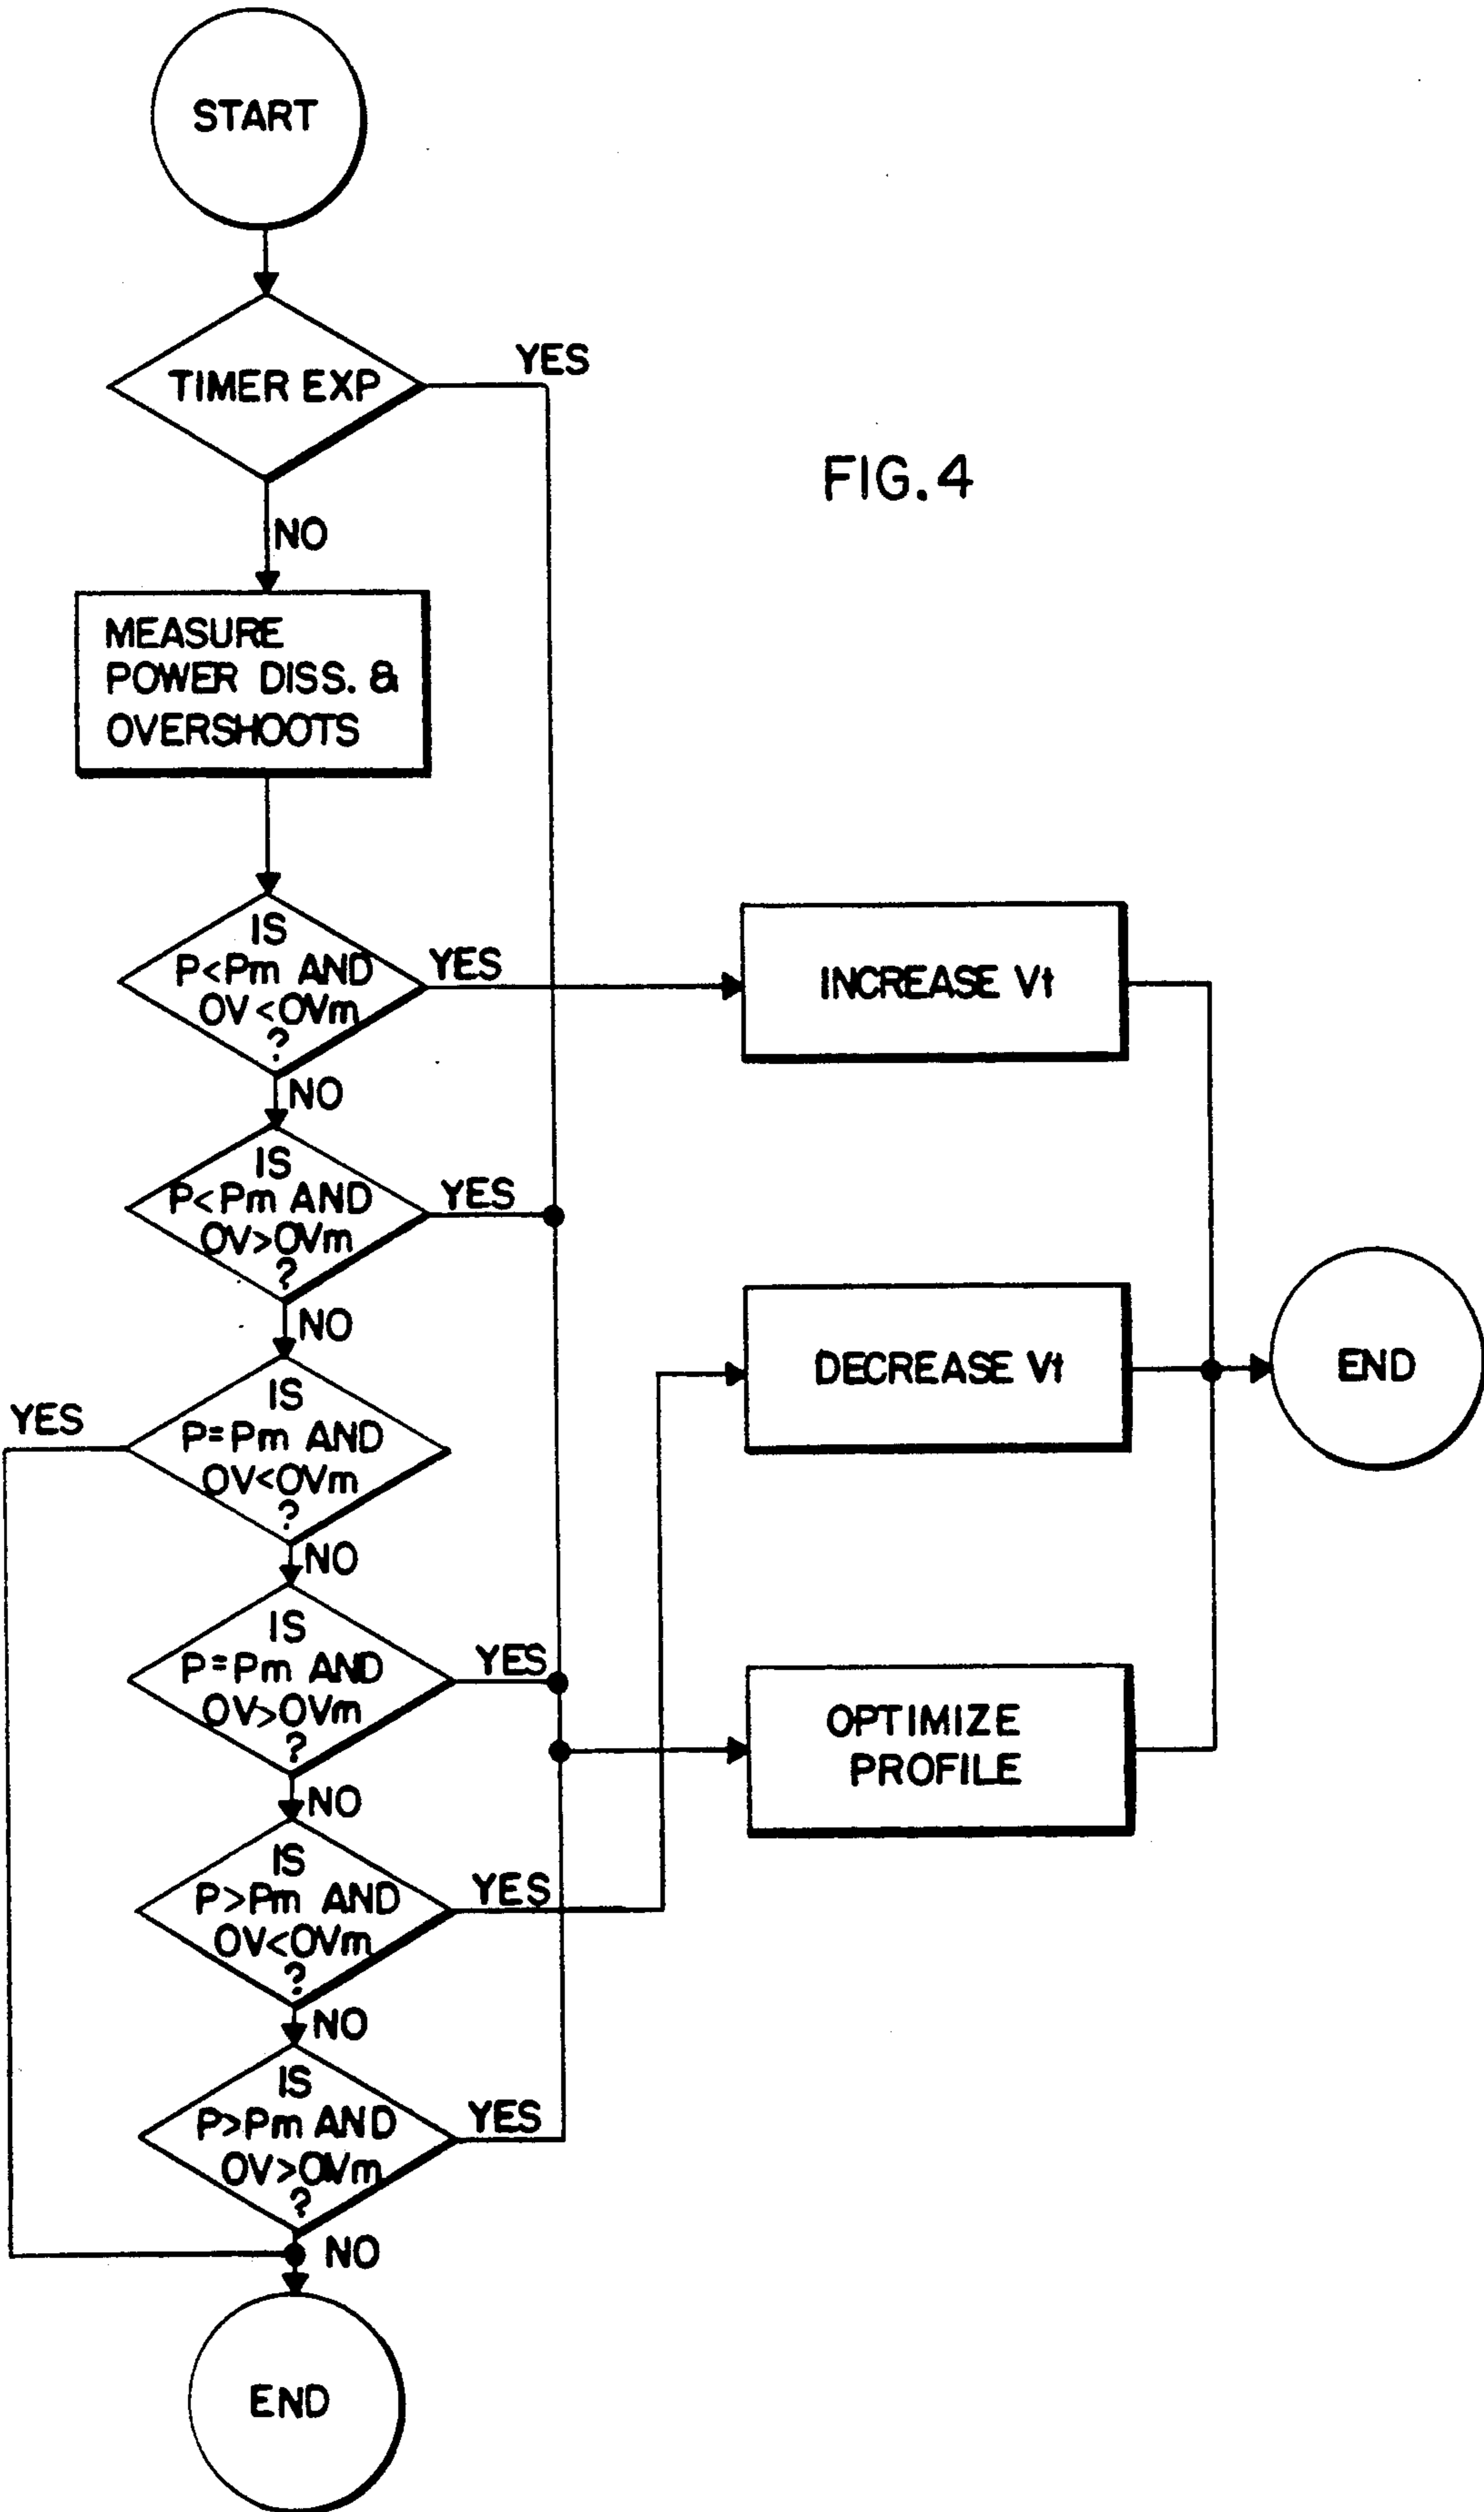 START
TIMER EXP
YES
FIG. 4
NO
MEASURE
POWER DISS. &
OVERSHOOTS
IS
P<Pm AND
OV<OVm
?
YES
INCREASE Vt
NO
IS
P<Pm AND
OV>OVm
?
YES
NO
DECREASE Vt
END
IS
P=Pm AND
OV<OVm
?
YES
NO
IS
P=Pm AND
OV>OVm
?
YES
OPTIMIZE
PROFILE
NO
IS
P>Pm AND
OV<OVm
?
YES
NO
IS
P>Pm AND
OV>OVm
?
YES
NO
END